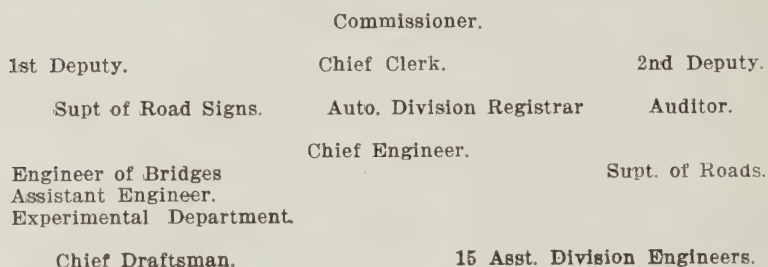 Commissioner.
1st Deputy. Chief Clerk. 2nd Deputy.
Supt of Road Signs. Auto. Division Registrar Auditor.
Chief Engineer.
Engineer of Bridges Supt. of Roads.
Assistant Engineer.
Experimental Department.
Chief Draftsman. 15 Asst. Division Engineers.